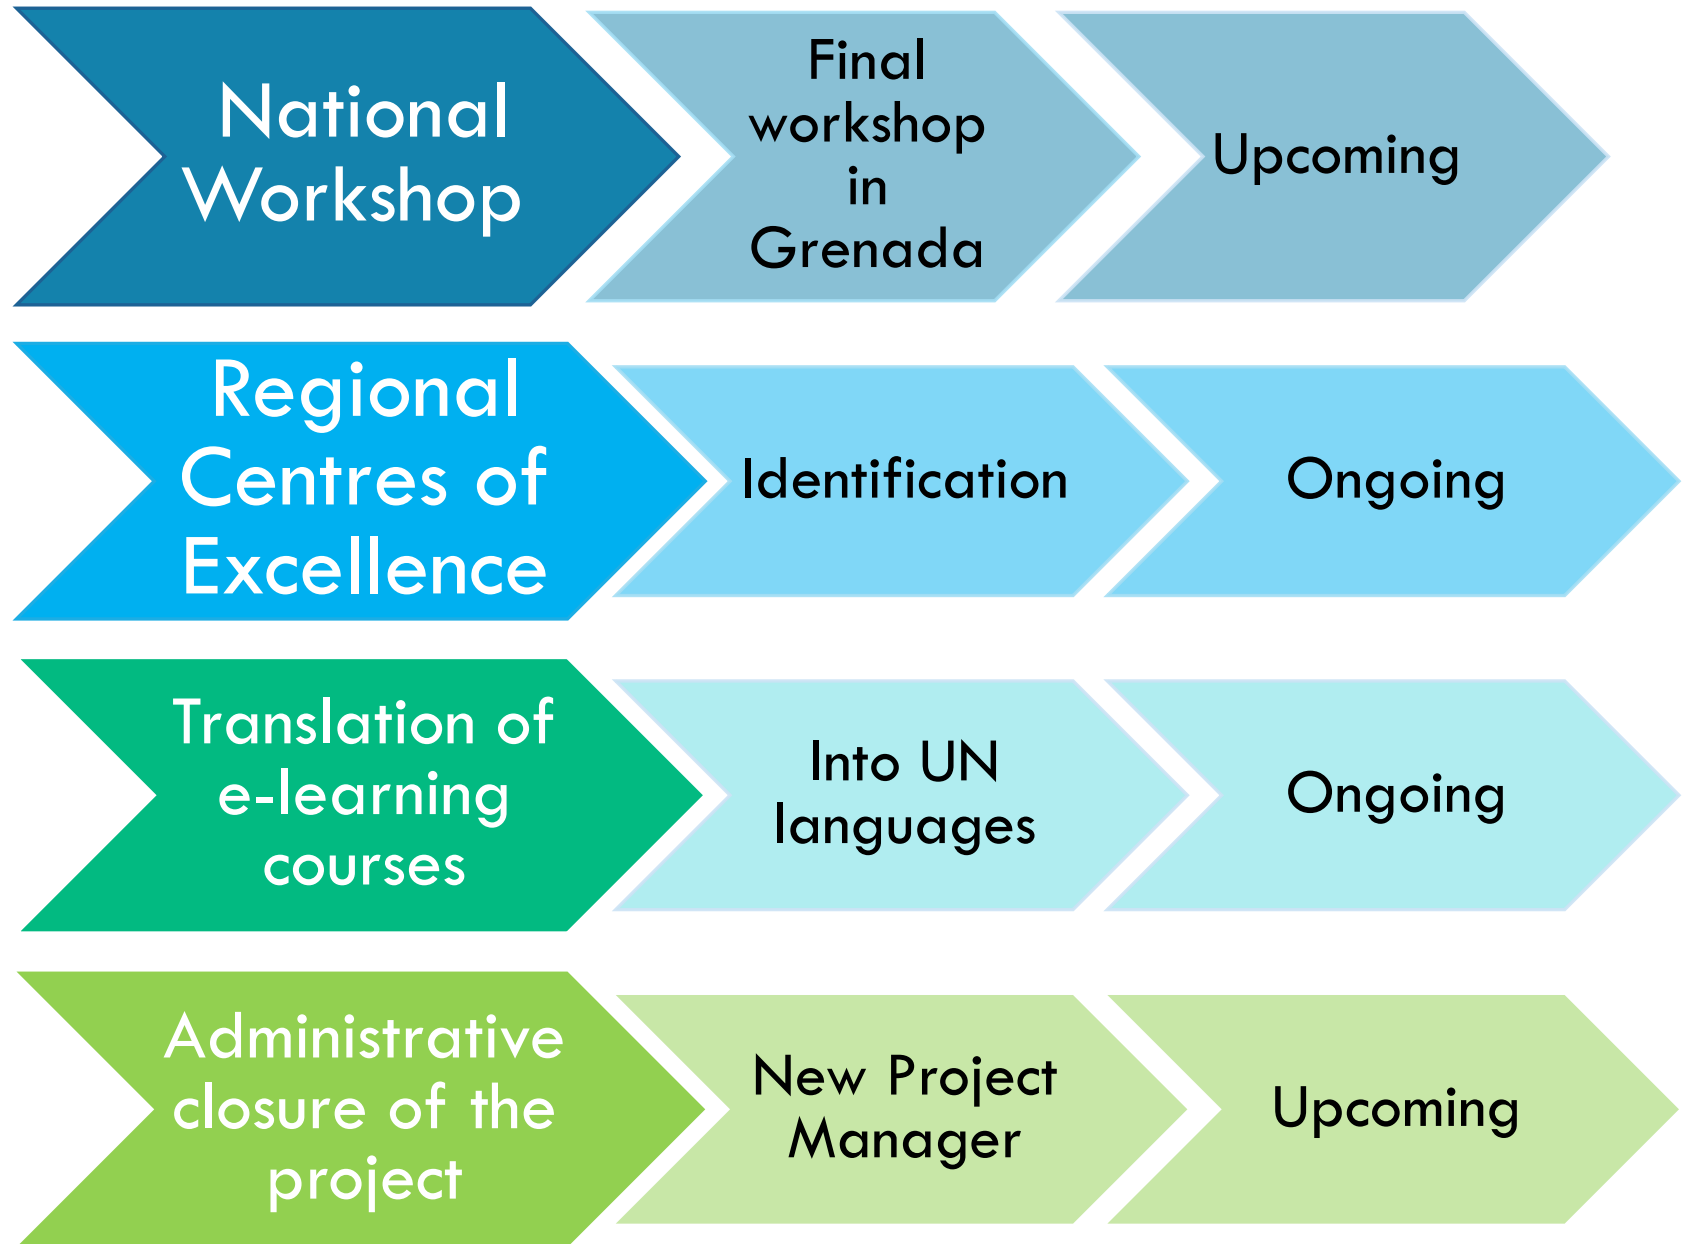 National
Workshop
Final
workshop
in
Grenada
Upcoming
Regional
Centres of
Excellence
Identification
Ongoing
Translation of
e-learning
courses
Into UN
languages
Ongoing
Administrative
closure of the
project
New Project
Manager
Upcoming